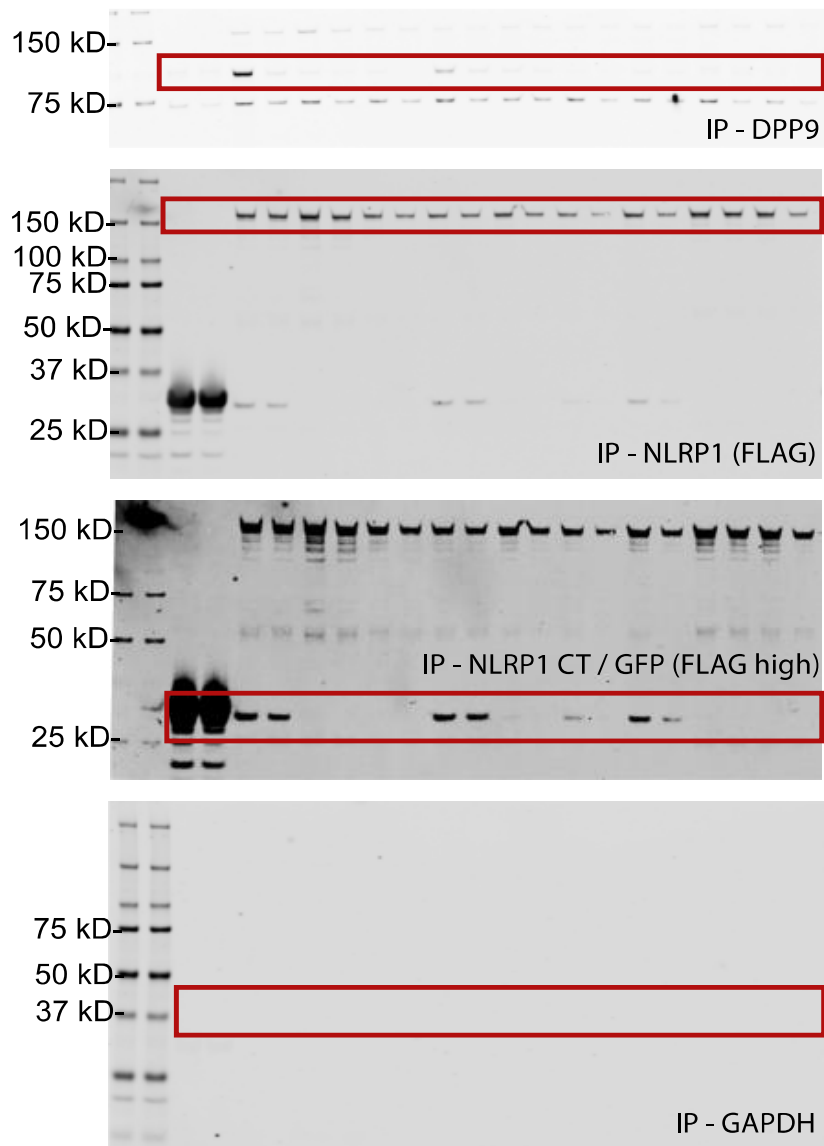 150 kD
75 kD
IP - DPP9
150 kD
100 kD
75 kD
50 kD
37 kD
25 kD
IP - NLRP1 (FLAG)
150 kD
75 kD
50 kD
IP - NLRP1 CT / GFP (FLAG high)
25 kD
75 kD
50 kD
37 kD
IP - GAPDH